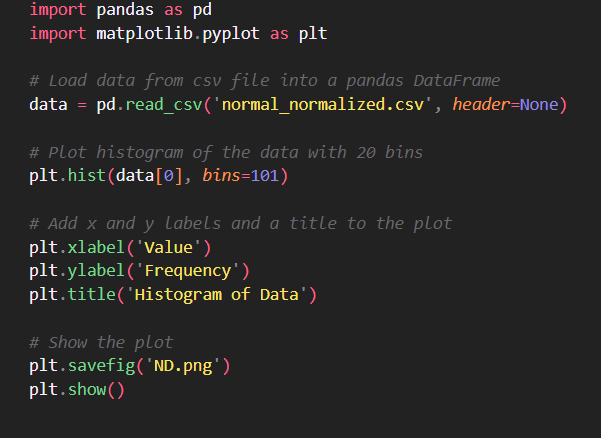 import pandas as pd
import matplotlib.pyplot as plt
# Load data from csv file into a pandas DataFrame
data = pd.read_csv('normal_normalized.csv', header=None)
# Plot histogram of the data with 20 bins
plt.hist(data[0], bins=101)
# Add x and y labels and a title to the plot
plt.xlabel('Value')
plt.ylabel('Frequency')
plt.title('Histogram of Data')
# Show the plot
plt.savefig('ND.png')
plt.show()